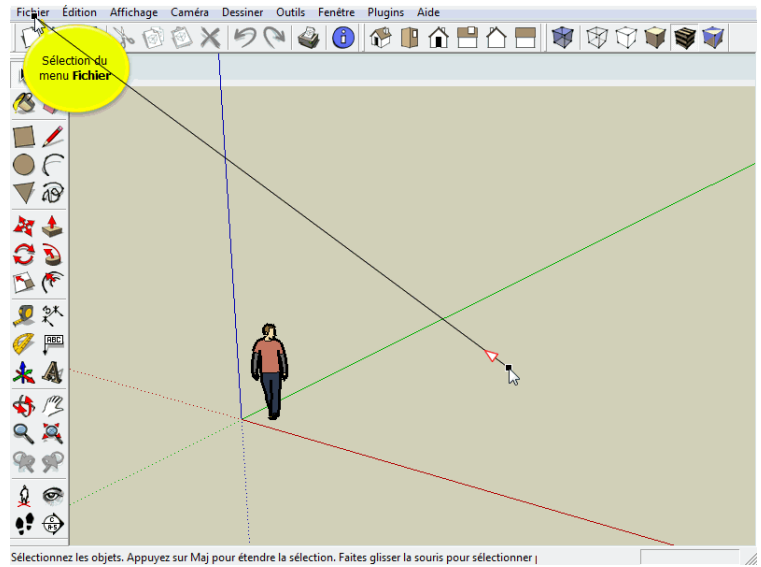 Fichier Édition Affichage Caméra Dessiner Outils Fenêtre Plugins Aide
Sélection du
menu Fichier
ABC
A
C
A-5
Sélectionnez les objets. Appuyez sur Maj pour étendre la sélection. Faites glisser la souris pour sélectionner